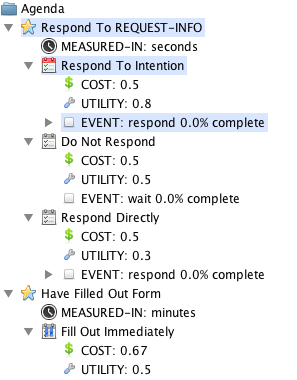 Agenda
Respond To REQUEST-INFO
MEASURED-IN: seconds
Respond To Intention
COST: 0.5
UTILITY: 0.8
EVENT: respond 0.0% complete
Do Not Respond
COST: 0.5
UTILITY: 0.5
EVENT: wait 0.0% complete
Respond Directly
COST: 0.5
UTILITY: 0.3
EVENT: respond 0.0% complete
Have Filled Out Form
MEASURED-IN: minutes
Fill Out Immediately
COST: 0.67
UTILITY: 0.5